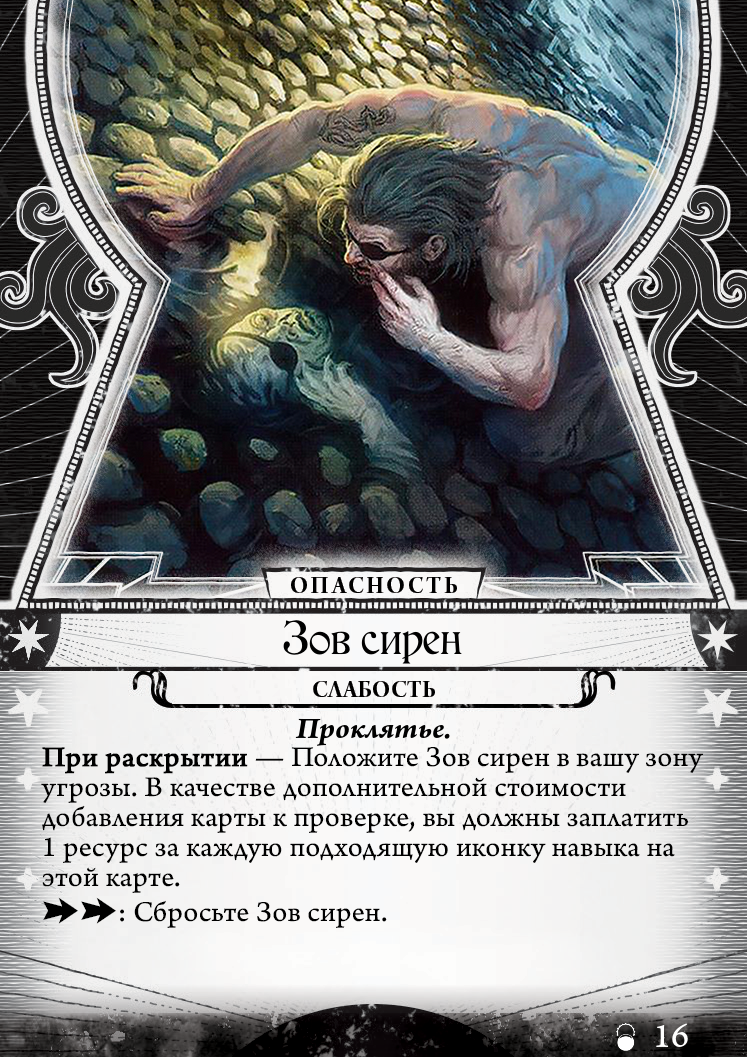 ОПАСНОСТЬ
Зов сирен
СЛАБОСТЬ
Проклятье.
При раскрытии — Положите Зов сирен в вашу зону
угрозы. В качестве дополнительной стоимости
добавления карты к проверке, вы должны заплатить
1 ресурс за каждую подходящую иконку навыка на
этой карте.
: Сбросьте Зов сирен.
16